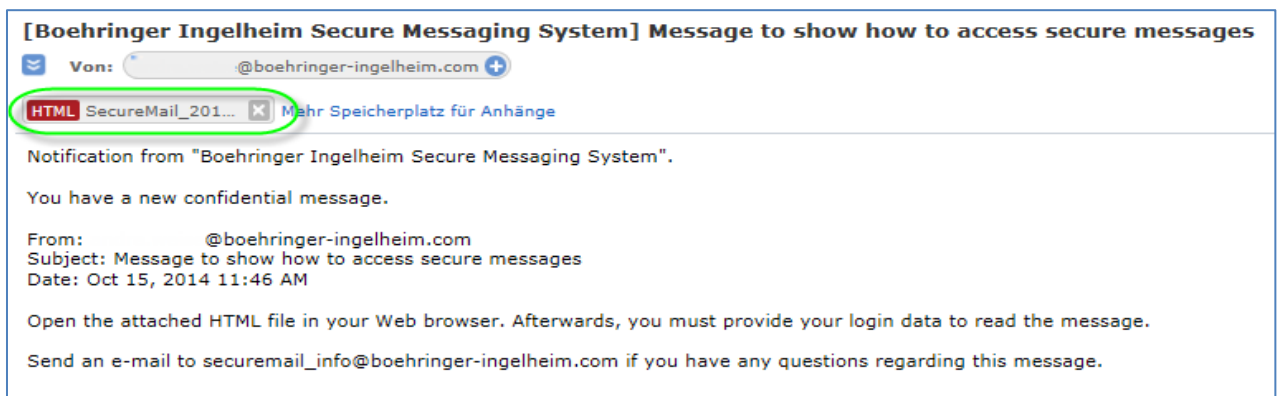 [Boehringer Ingelheim Secure Messaging System] Message to show how to access secure messages
Von: @boehringer-ingelheim.com
HTML SecureMail_201... Mehr Speicherplatz für Anhänge
Notification from "Boehringer Ingelheim Secure Messaging System".
You have a new confidential message.
From: @boehringer-ingelheim.com
Subject: Message to show how to access secure messages
Date: Oct 15, 2014 11:46 AM
Open the attached HTML file in your Web browser. Afterwards, you must provide your login data to read the message.
Send an e-mail to securemail_info@boehringer-ingelheim.com if you have any questions regarding this message.